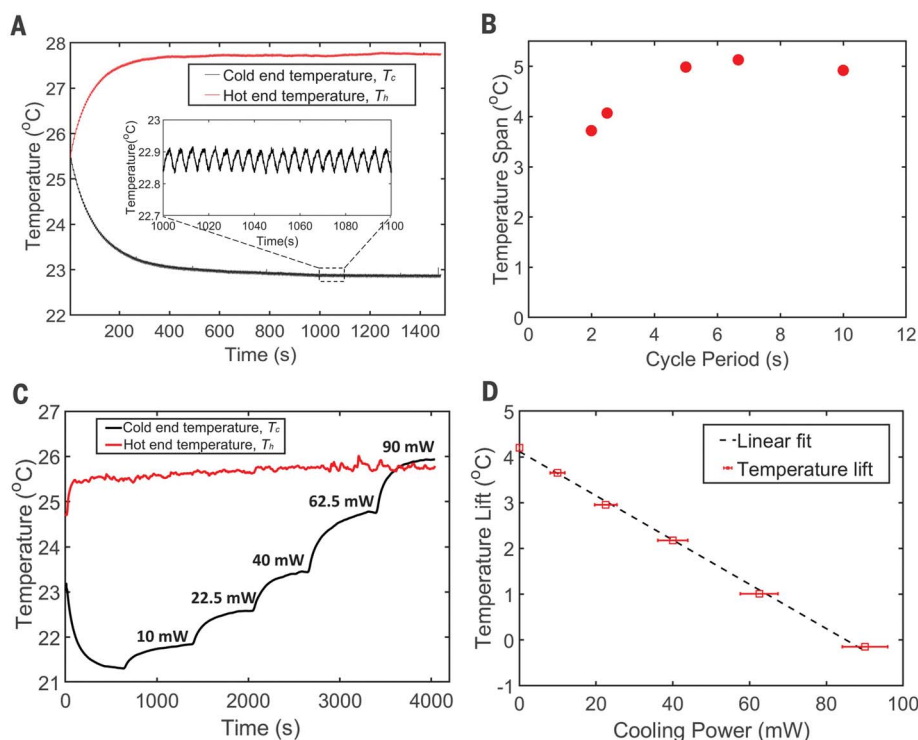 A
28
27
26
25
24
23
22
Temperature (°C)
Cold end temperature, Tc
Hot end temperature, Th
23
22.9
22.8
22.7
Temperature(°C)
1000 1020 1040 1060 1080 1100
Time(s)
200 400 600 800 1000 1200 1400
Time (s)
B
5
4
3
2
1
0
Temperature Span (°C)
0 2 4 6 8 10 12
Cycle Period (s)
C
27
26
25
24
23
22
21
Temperature (°C)
Cold end temperature, Tc
Hot end temperature, Th
90 mW
62.5 mW
40 mW
22.5 mW
10 mW
0 1000 2000 3000 4000
Time (s)
D
5
4
3
2
1
0
-1
Temperature Lift (°C)
Linear fit
Temperature lift
0 20 40 60 80 100
Cooling Power (mW)